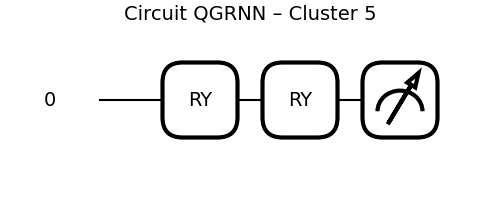 Circuit QGRNN – Cluster 5
0 RY RY